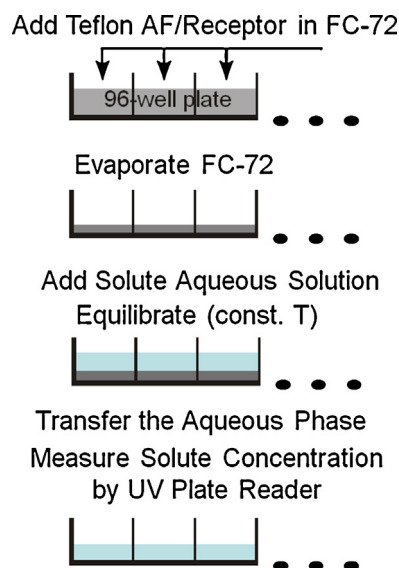 Add Teflon AF/Receptor in FC-72
96-well plate
Evaporate FC-72
Add Solute Aqueous Solution
Equilibrate (const. T)
Transfer the Aqueous Phase
Measure Solute Concentration
by UV Plate Reader